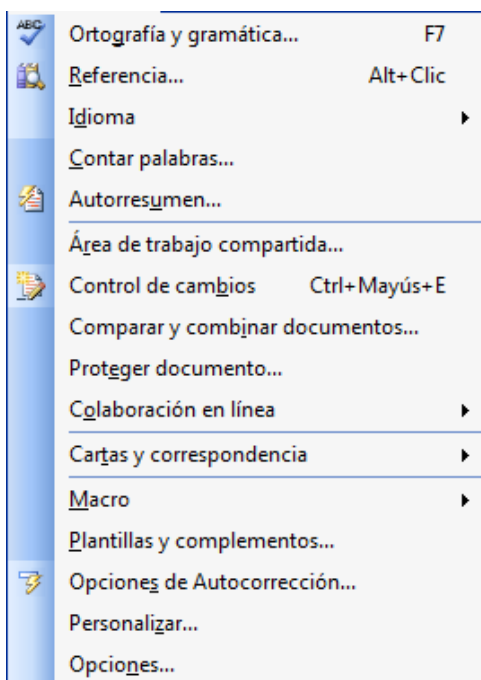 ABC
Ortografía y gramática... F7
Referencia... Alt+Clic
Idioma
Contar palabras...
Autorresumen...
Área de trabajo compartida...
Control de cambios Ctrl+Mayús+E
Comparar y combinar documentos...
Proteger documento...
Colaboración en línea
Cartas y correspondencia
Macro
Plantillas y complementos...
Opciones de Autocorrección...
Personalizar...
Opciones...